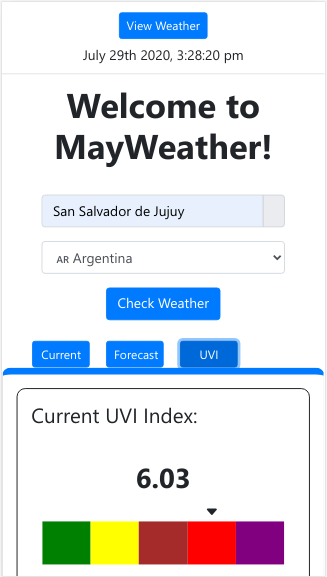 View Weather
July 29th 2020, 3:28:20 pm
Welcome to
MayWeather!
San Salvador de Jujuy
AR Argentina
Check Weather
Current Forecast UVI
Current UVI Index:
6.03